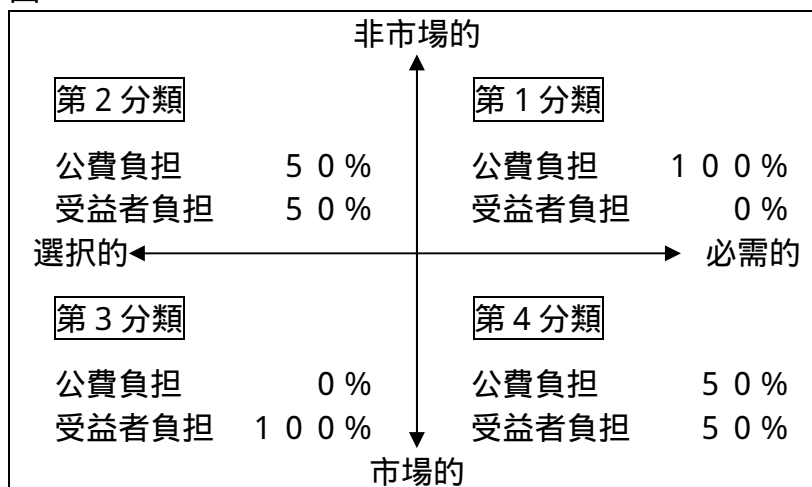 非市場的
第２分類 第１分類
公費負担 ５０％ 公費負担 １００％
受益者負担 ５０％ 受益者負担 ０％
選択的 必需的
第３分類 第４分類
公費負担 ０％ 公費負担 ５０％
受益者負担 １００％ 受益者負担 ５０％
市場的